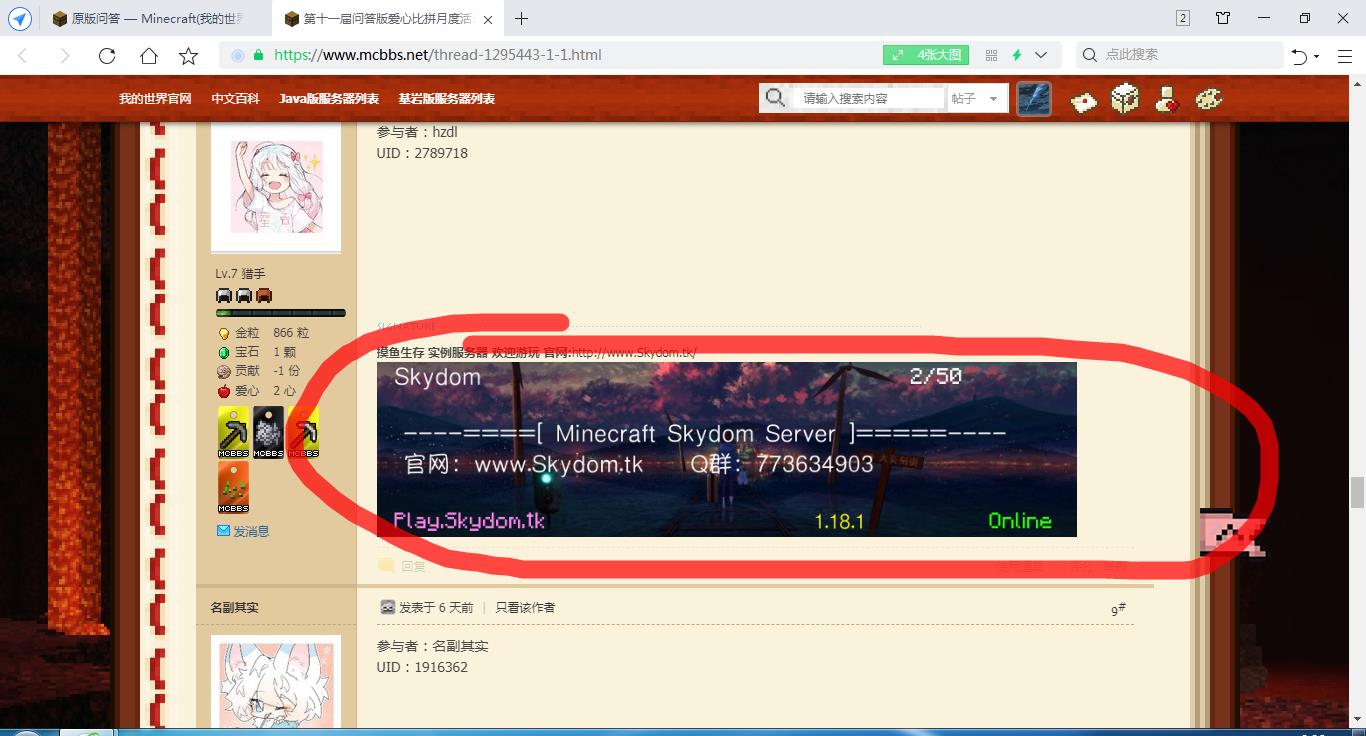 原版问答 — Minecraft(我的世界
第十一届问答版爱心比拼月度活
2
https://www.mcbbs.net/thread-1295443-1-1.html
4张大图
点此搜索
我的世界官网 中文百科 Java版服务器列表 基岩版服务器列表
请输入搜索内容
帖子
参与者：hzdl
UID：2789718
Lv.7 猎手
金粒 866 粒
宝石 1 颗
贡献 -1 份
爱心 2 心
MCBBS MCBBS MCBBS
MCBBS
发消息
SIGNATURE
摸鱼生存 实例服务器 欢迎游玩 官网:http://www.Skydom.tk/
Skydom 2/50
----====[ Minecraft Skydom Server ]=====----
官网：www.Skydom.tk Q群：773634903
Play.Skydom.tk 1.18.1 Online
回复
名副其实
发表于 6 天前 | 只看该作者
9#
参与者：名副其实
UID：1916362